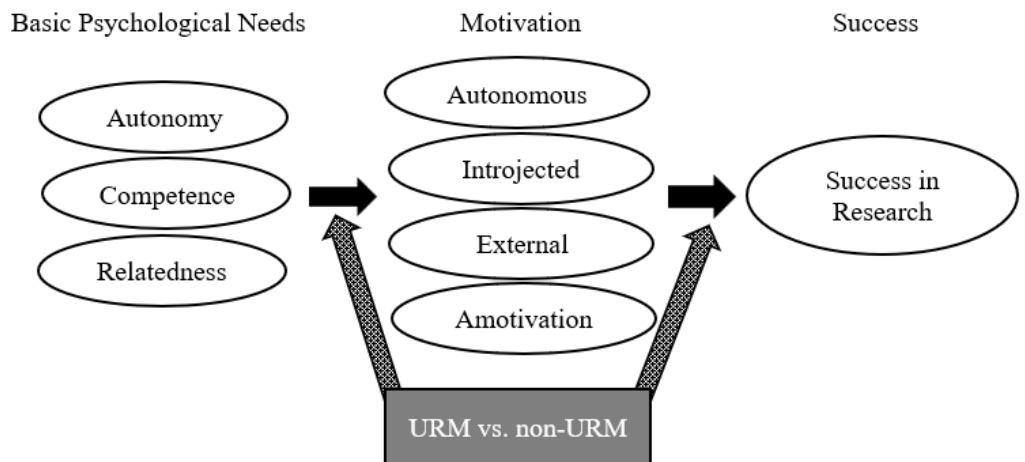 Basic Psychological Needs
Motivation
Success
Autonomy
Competence
Relatedness
Autonomous
Introjected
External
Amotivation
Success in
Research
URM vs. non-URM